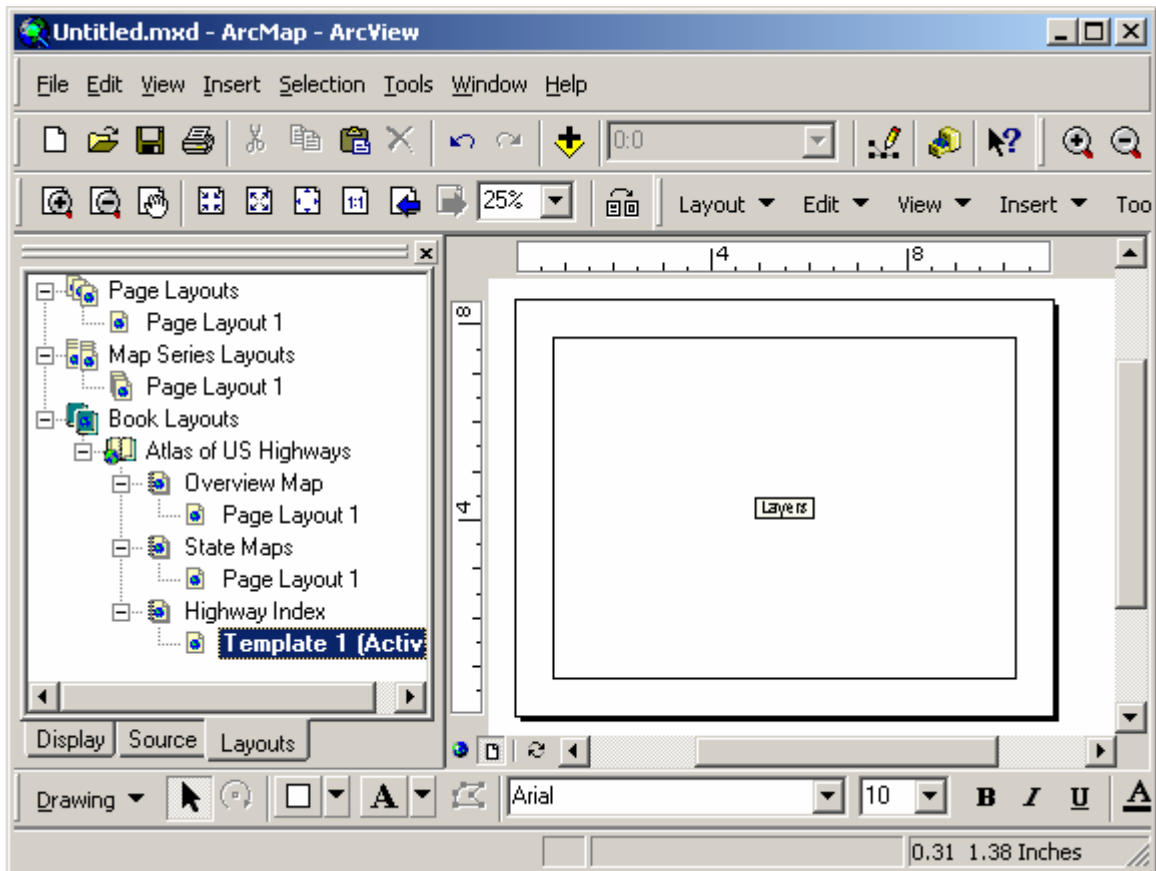 Untitled.mxd - ArcMap - ArcView
File Edit View Insert Selection Tools Window Help
0:0
1:1 25% Layout Edit View Insert Too
Page Layouts
Page Layout 1
Map Series Layouts
Page Layout 1
Book Layouts
Atlas of US Highways
Overview Map
Page Layout 1
State Maps
Page Layout 1
Highway Index
Template 1 (Activ
Display Source Layouts
4 8
8
4
Layers
Drawing A Arial 10 B I U A
0.31 1.38 Inches